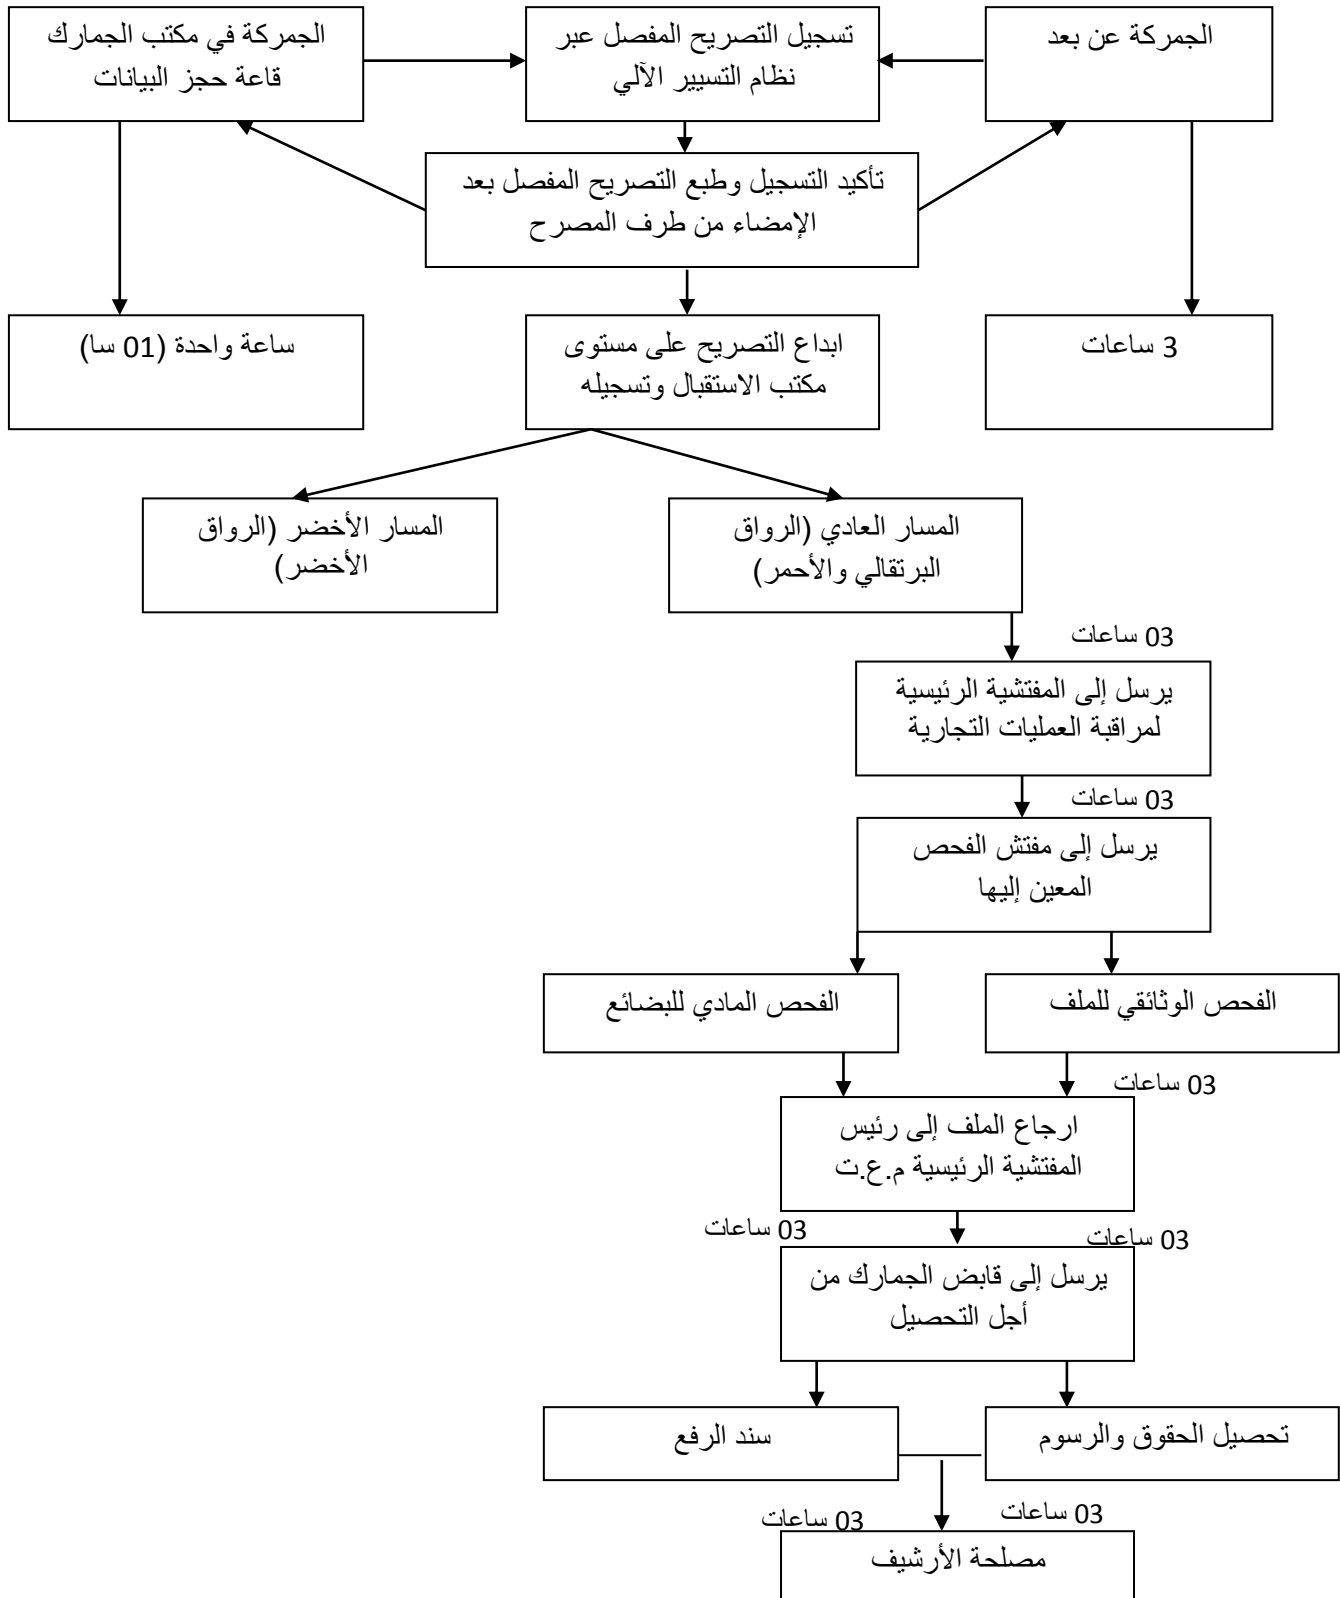 الجمركة عن بعد
تسجيل التصريح المفصل عبر
نظام التسيير الآلي
الجمركة في مكتب الجمارك
قاعة حجز البيانات
تأكيد التسجيل وطبع التصريح المفصل بعد
الإمضاء من طرف المصرح
3 ساعات
ابداع التصريح على مستوى
مكتب الاستقبال وتسجيله
ساعة واحدة (01 سا)
المسار العادي (الرواق
البرتقالي والأحمر)
المسار الأخضر (الرواق
الأخضر)
03 ساعات
يرسل إلى المفتشية الرئيسية
لمراقبة العمليات التجارية
03 ساعات
يرسل إلى مفتش الفحص
المعين إليها
الفحص الوثائقي للملف
الفحص المادي للبضائع
03 ساعات
ارجاع الملف إلى رئيس
المفتشية الرئيسية م.ع.ت
03 ساعات
03 ساعات
يرسل إلى قابض الجمارك من
أجل التحصيل
تحصيل الحقوق والرسوم
سند الرفع
03 ساعات
03 ساعات
مصلحة الأرشيف